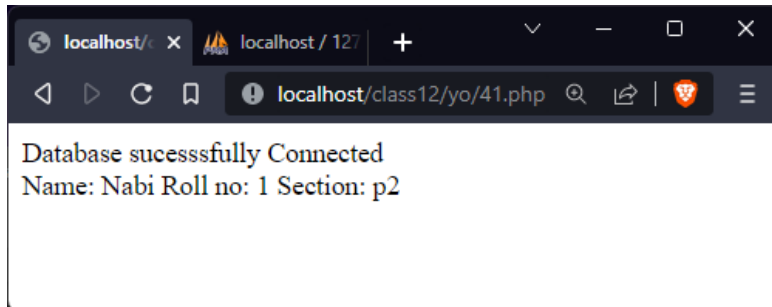 localhost/c
localhost / 127
localhost/class12/yo/41.php
Database sucesssfully Connected
Name: Nabi Roll no: 1 Section: p2